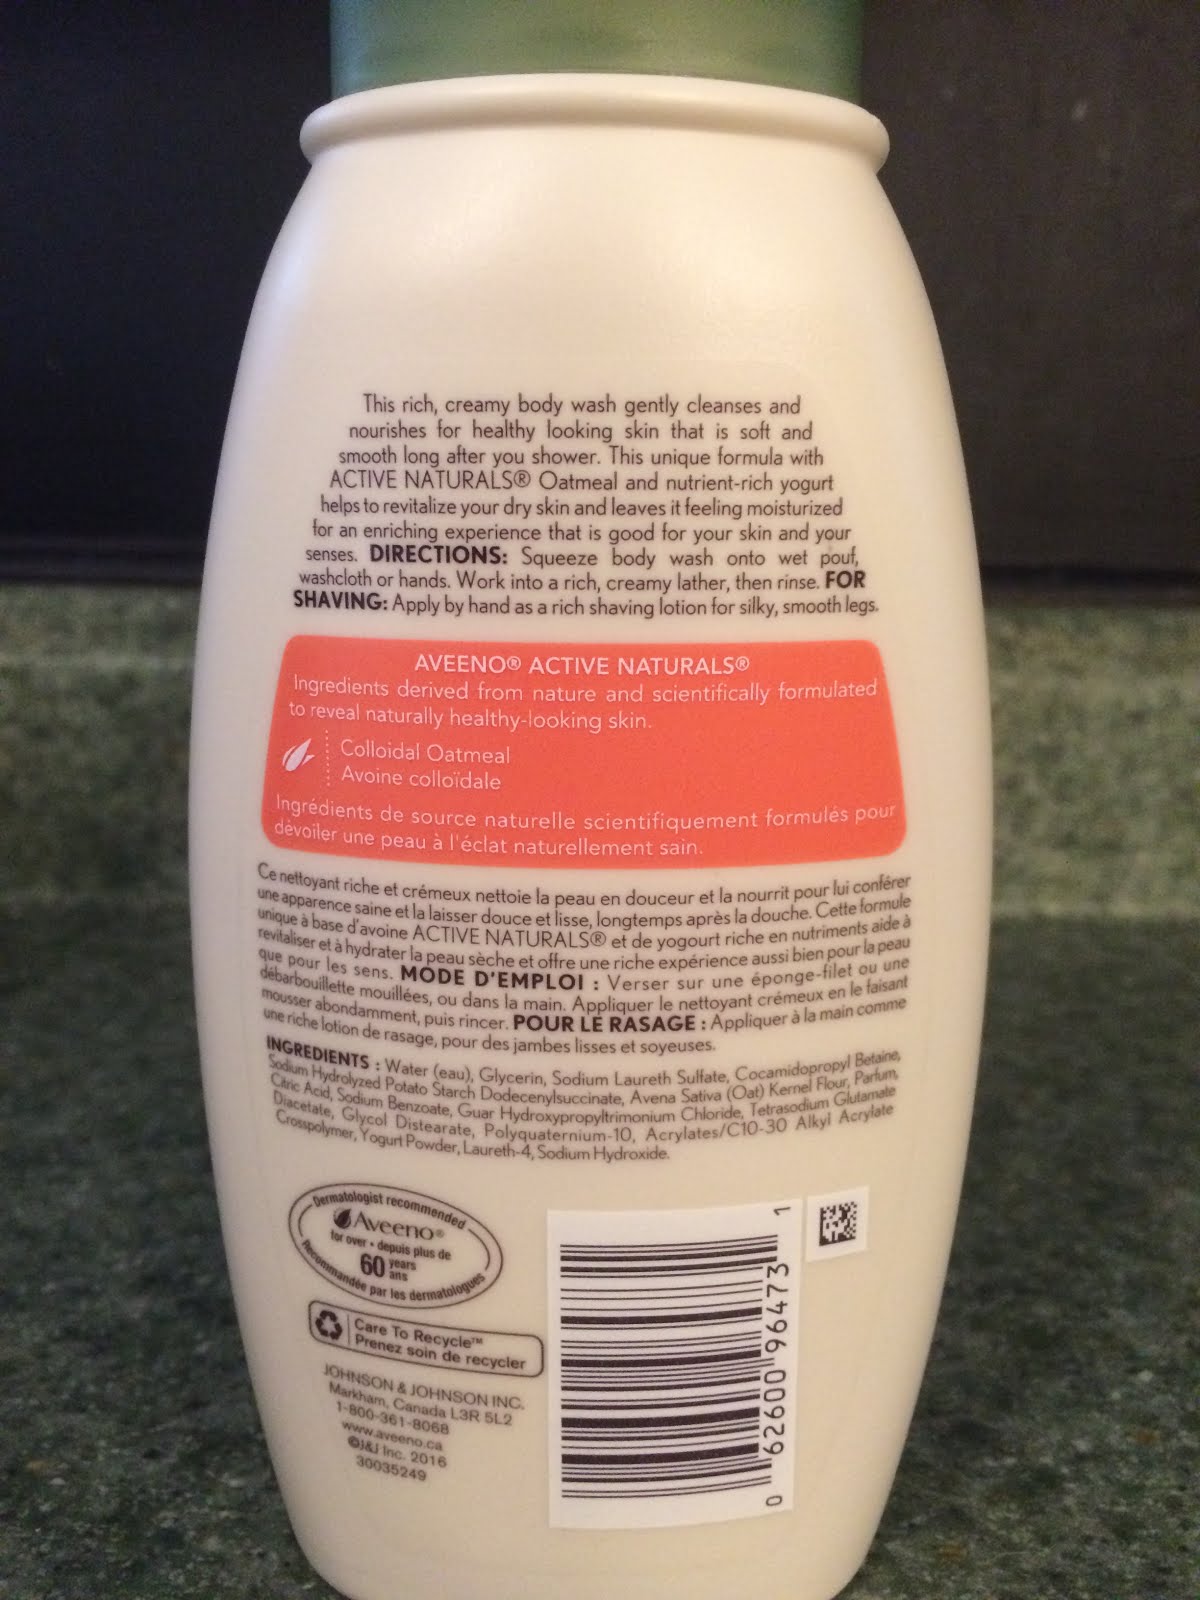 This rich, creamy body wash gently cleanses and
nourishes for healthy looking skin that is soft and
smooth long after you shower. This unique formula with
ACTIVE NATURALS® Oatmeal and nutrient-rich yogurt
helps to revitalize your dry skin and leaves it feeling moisturized
for an enriching experience that is good for your skin and your
senses. DIRECTIONS: Squeeze body wash onto wet pouf,
washcloth or hands. Work into a rich, creamy lather, then rinse. FOR
SHAVING: Apply by hand as a rich shaving lotion for silky, smooth legs.
AVEENO® ACTIVE NATURALS®
Ingredients derived from nature and scientifically formulated
to reveal naturally healthy-looking skin.
Colloidal Oatmeal
Avoine colloïdale
Ingrédients de source naturelle scientifiquement formulés pour
dévoiler une peau à l'éclat naturellement sain.
Ce nettoyant riche et crémeux nettoie la peau en douceur et la nourrit pour lui conférer
une apparence saine et la laisser douce et lisse, longtemps après la douche. Cette formule
unique à base d'avoine ACTIVE NATURALS® et de yogourt riche en nutriments aide à
revitaliser et à hydrater la peau sèche et offre une riche expérience aussi bien pour la peau
que pour les sens. MODE D'EMPLOI : Verser sur une éponge-filet ou une
débarbouillette mouillées, ou dans la main. Appliquer le nettoyant crémeux en le faisant
mousser abondamment, puis rincer. POUR LE RASAGE : Appliquer à la main comme
une riche lotion de rasage, pour des jambes lisses et soyeuses.
INGREDIENTS : Water (eau), Glycerin, Sodium Laureth Sulfate, Cocamidopropyl Betaine,
Sodium Hydrolyzed Potato Starch Dodecenylsuccinate, Avena Sativa (Oat) Kernel Flour, Parfum,
Citric Acid, Sodium Benzoate, Guar Hydroxypropyltrimonium Chloride, Tetrasodium Glutamate
Diacetate, Glycol Distearate, Polyquaternium-10, Acrylates/C10-30 Alkyl Acrylate
Crosspolymer, Yogurt Powder, Laureth-4, Sodium Hydroxide.
Dermatologist recommended
Aveeno®
for over • depuis plus de
60 years
ans
Recommandée par les dermatologues
Care To Recycle™
Prenez soin de recycler
JOHNSON & JOHNSON INC.
Markham, Canada L3R 5L2
1-800-361-8068
www.aveeno.ca
©J&J Inc. 2016
30035249
0 62600 96473 1